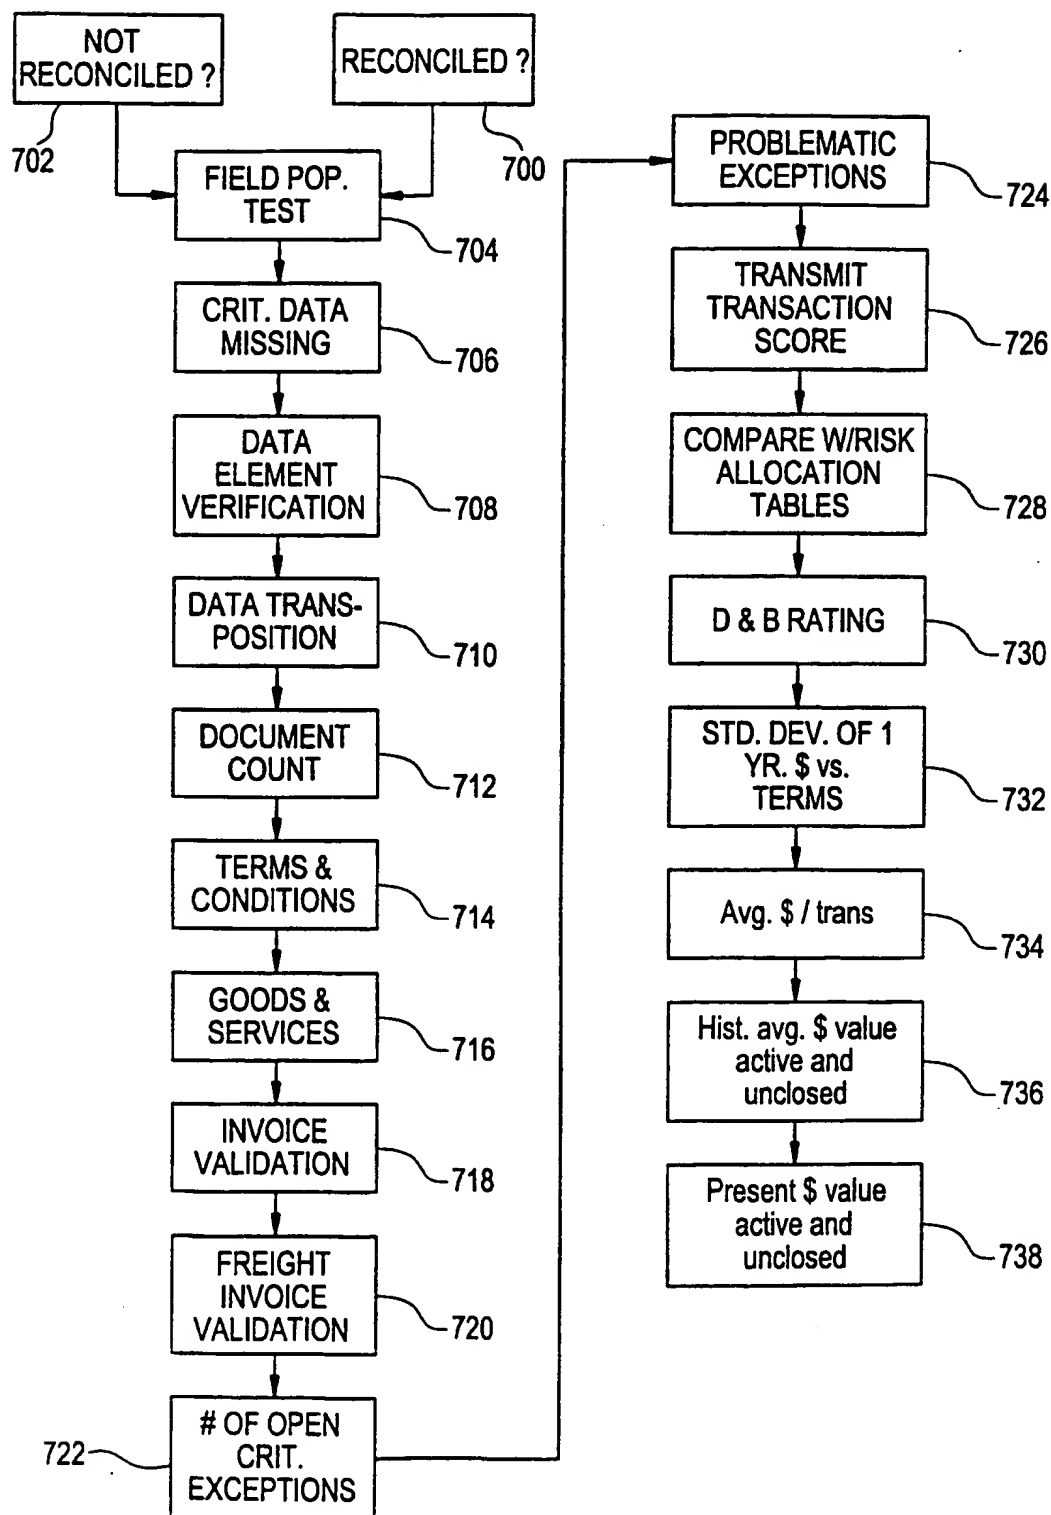 NOT
RECONCILED ?
702
RECONCILED ?
700
FIELD POP.
TEST
704
CRIT. DATA
MISSING
706
DATA
ELEMENT
VERIFICATION
708
DATA TRANS-
POSITION
710
DOCUMENT
COUNT
712
TERMS &
CONDITIONS
714
GOODS &
SERVICES
716
INVOICE
VALIDATION
718
FREIGHT
INVOICE
VALIDATION
720
# OF OPEN
CRIT.
EXCEPTIONS
722
PROBLEMATIC
EXCEPTIONS
724
TRANSMIT
TRANSACTION
SCORE
726
COMPARE W/RISK
ALLOCATION
TABLES
728
D & B RATING
730
STD. DEV. OF 1
YR. $ vs.
TERMS
732
Avg. $ / trans
734
Hist. avg. $ value
active and
unclosed
736
Present $ value
active and
unclosed
738